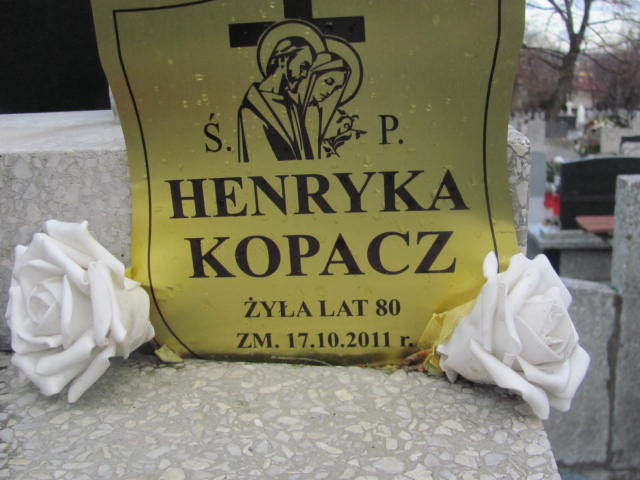 Ś. P.
HENRYKA
KOPACZ
ŻYŁA LAT 80
ZM. 17.10.2011 r.